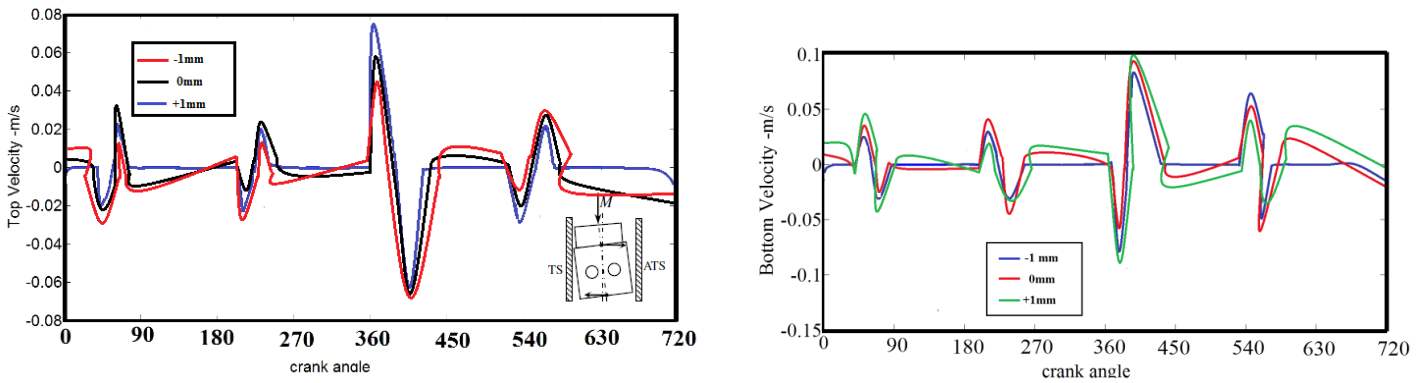 Top Velocity -m/s
0.08
0.06
0.04
0.02
0
-0.02
-0.04
-0.06
-0.08
-1mm
0mm
+1mm
M
TS
ATS
0 90 180 270 360 450 540 630 720
crank angle
Bottom Velocity -m/s
0.1
0.05
0
-0.05
-0.1
-0.15
-1 mm
0mm
+1mm
0 90 180 270 360 450 540 630 720
crank angle